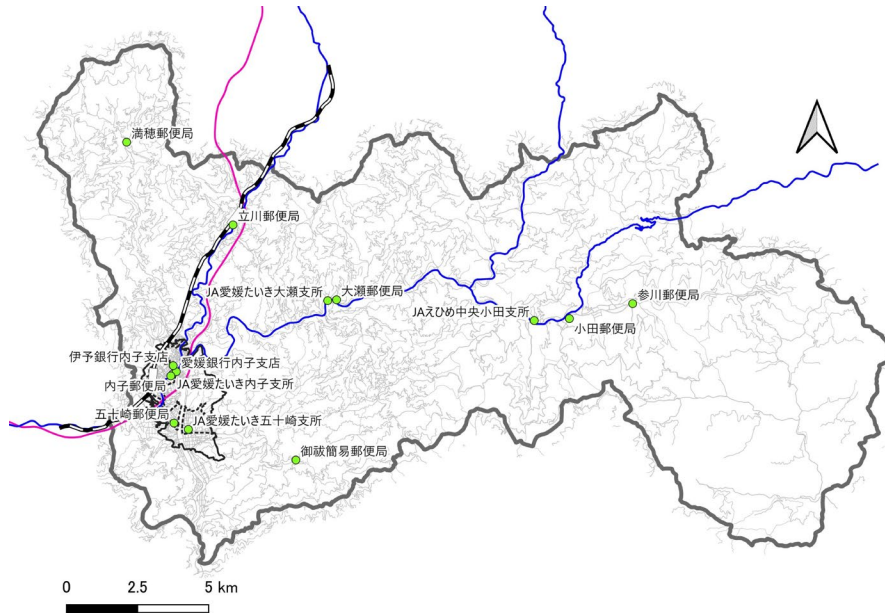 満穂郵便局
立川郵便局
JA愛媛たいき大瀬支所
大瀬郵便局
JAえひめ中央小田支所
小田郵便局
参川郵便局
伊予銀行内子支店
愛媛銀行内子支店
内子郵便局
JA愛媛たいき内子支所
五十崎郵便局
JA愛媛たいき五十崎支所
御祓簡易郵便局
0 2.5 5 km